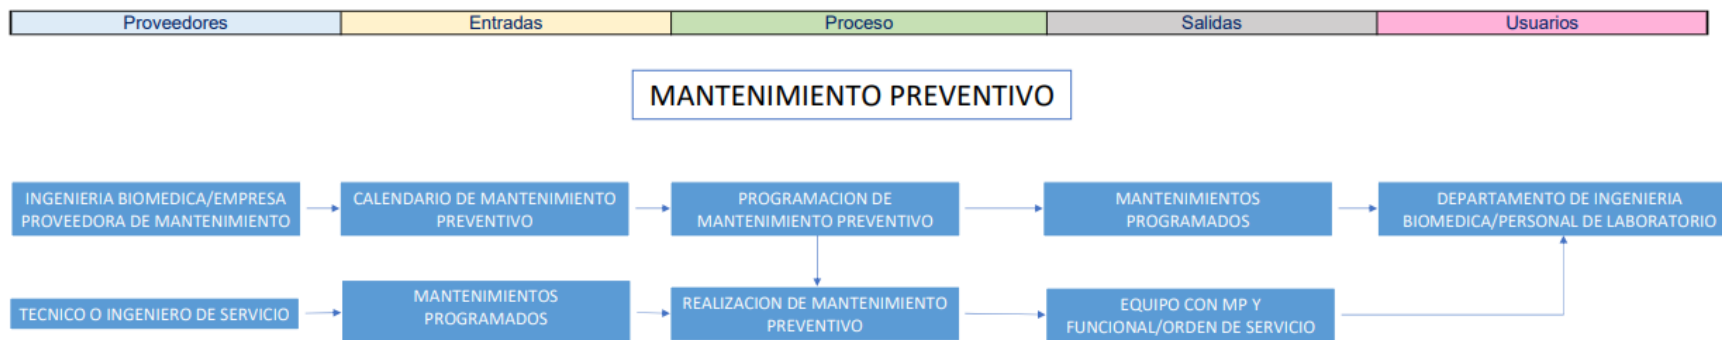 Proveedores
Entradas
Proceso
Salidas
Usuarios
MANTENIMIENTO PREVENTIVO
INGENIERIA BIOMEDICA/EMPRESA
PROVEEDORA DE MANTENIMIENTO
CALENDARIO DE MANTENIMIENTO
PREVENTIVO
PROGRAMACION DE
MANTENIMIENTO PREVENTIVO
MANTENIMIENTOS
PROGRAMADOS
DEPARTAMENTO DE INGENIERIA
BIOMEDICA/PERSONAL DE LABORATORIO
TECNICO O INGENIERO DE SERVICIO
MANTENIMIENTOS
PROGRAMADOS
REALIZACION DE MANTENIMIENTO
PREVENTIVO
EQUIPO CON MP Y
FUNCIONAL/ORDEN DE SERVICIO